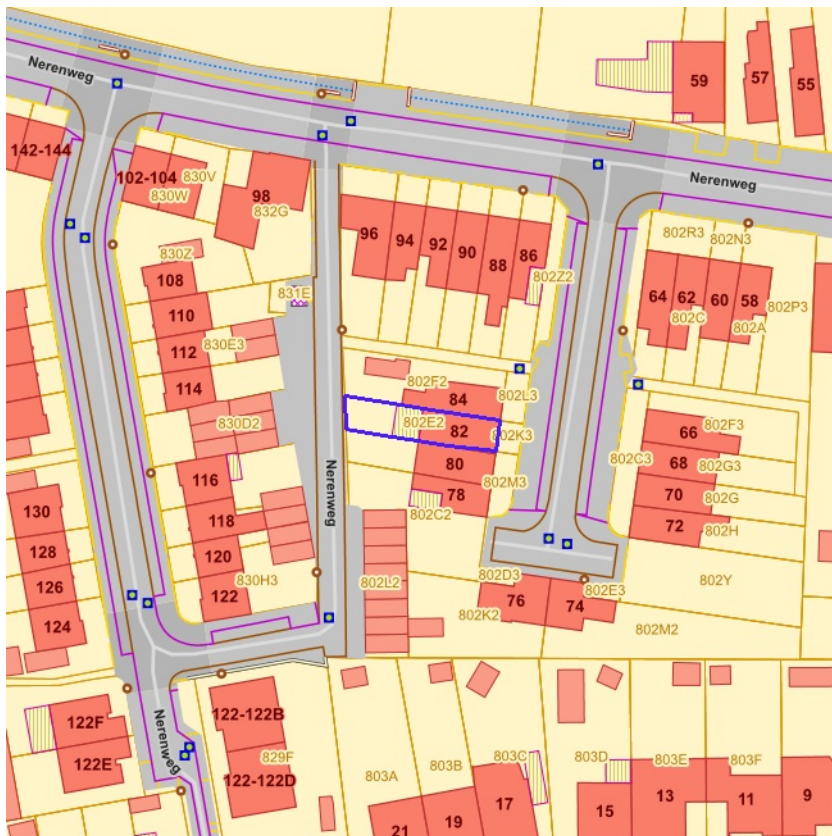 59
57
55
Nerenweg
142-144
102-104
830V
830W
98
832G
Nerenweg
830Z
96
94
92
90
88
86
802Z2
802R3
802N3
108
831E
64
62
60
58
802P3
110
802C
802A
112
830E3
114
802F2
84
802L3
830D2
802E2
82
802K3
66
802F3
80
802C3
68
802G3
116
78
802M3
70
802G
Nerenweg
130
118
802C2
72
802H
128
120
126
830H3
802L2
802D3
802E3
802Y
122
76
74
124
802K2
802M2
122F
122-122B
Nerenweg
122E
829F
803B
803C
803D
803E
803F
122-122D
803A
17
13
11
9
15
19
21